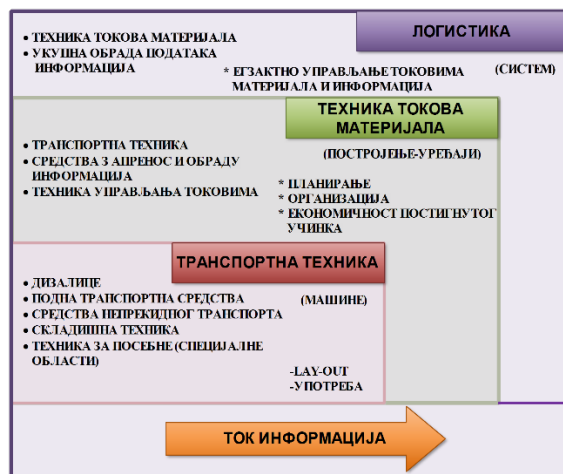 ЛОГИСТИКА
• ТЕХНИКА ТОКОВА МАТЕРИЈАЛА
• УКУПНА ОБРАДА ПОДАТАКА
ИНФОРМАЦИЈА
(СИСТЕМ)
* ЕГЗАКТНО УПРАВЉАЊЕ ТОКОВИМА
МАТЕРИЈАЛА И ИНФОРМАЦИЈА
ТЕХНИКА ТОКОВА
МАТЕРИЈАЛА
• ТРАНСПОРТНА ТЕХНИКА
• СРЕДСТВА З АПРЕНОС И ОБРАДУ
ИНФОРМАЦИЈА
• ТЕХНИКА УПРАВЉАЊА ТОКОВИМА
(ПОСТРОЈЕЊЕ-УРЕЂАЈИ)
* ПЛАНИРАЊЕ
* ОРГАНИЗАЦИЈА
* ЕКОНОМИЧНОСТ ПОСТИГНУТОГ
УЧИНКА
ТРАНСПОРТНА ТЕХНИКА
• ДИЗАЛИЦЕ
• ПОДНА ТРАНСПОРТНА СРЕДСТВА
• СРЕДСТВА НЕПРЕКИДНОГ ТРАНСПОРТА
• СКЛАДИШНА ТЕХНИКА
• ТЕХНИКА ЗА ПОСЕБНЕ (СПЕЦИЈАЛНЕ
ОБЛАСТИ)
(МАШИНЕ)
-LAY-OUT
-УПОТРЕБА
ТОК ИНФОРМАЦИЈА